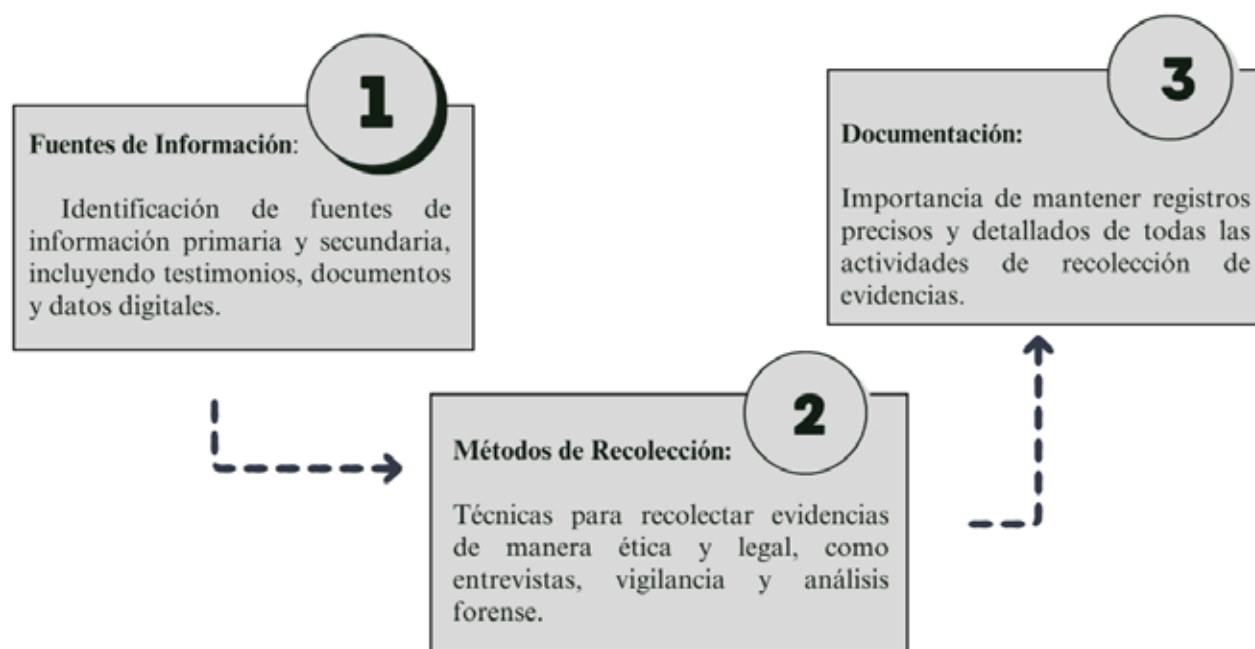 1
Fuentes de Información:
Identificación de fuentes de
información primaria y secundaria,
incluyendo testimonios, documentos
y datos digitales.
2
Métodos de Recolección:
Técnicas para recolectar evidencias
de manera ética y legal, como
entrevistas, vigilancia y análisis
forense.
3
Documentación:
Importancia de mantener registros
precisos y detallados de todas las
actividades de recolección de
evidencias.